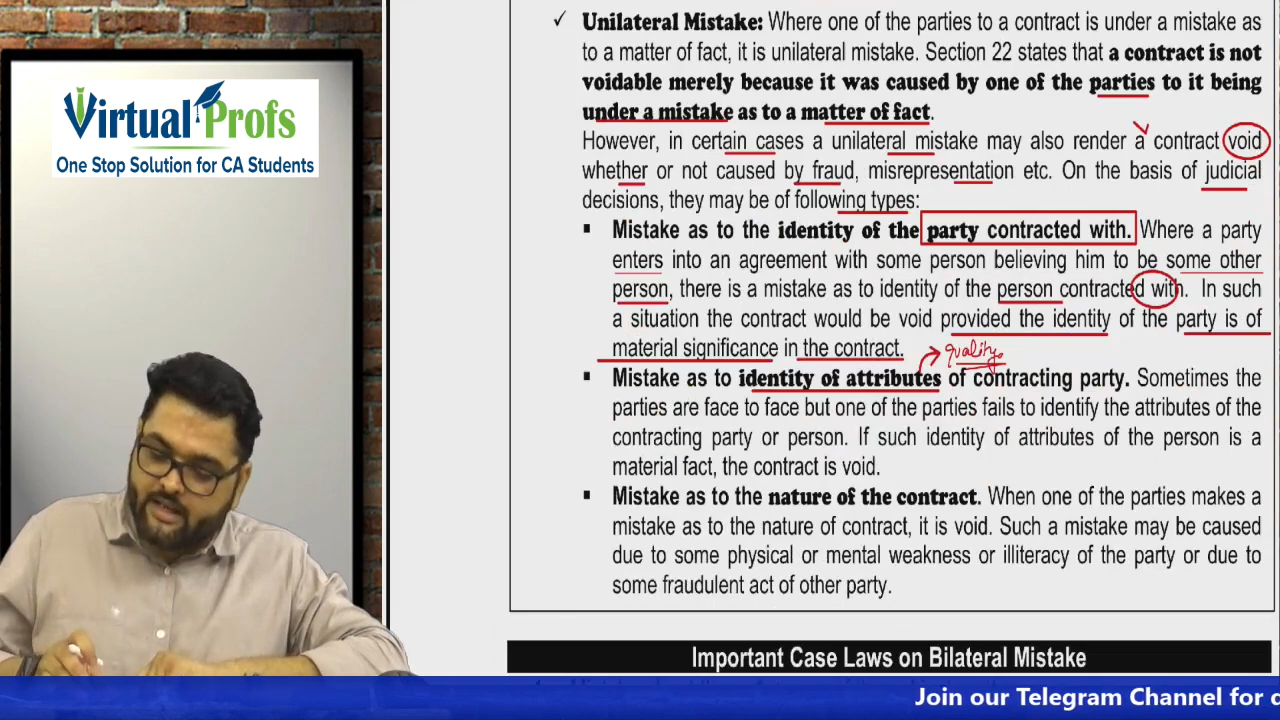 Virtual Profs
One Stop Solution for CA Students
✓ Unilateral Mistake: Where one of the parties to a contract is under a mistake as
to a matter of fact, it is unilateral mistake. Section 22 states that a contract is not
voidable merely because it was caused by one of the parties to it being
under a mistake as to a matter of fact.
However, in certain cases a unilateral mistake may also render a contract void
whether or not caused by fraud, misrepresentation etc. On the basis of judicial
decisions, they may be of following types:
▪ Mistake as to the identity of the party contracted with. Where a party
enters into an agreement with some person believing him to be some other
person, there is a mistake as to identity of the person contracted with. In such
a situation the contract would be void provided the identity of the party is of
material significance in the contract.
quality
▪ Mistake as to identity of attributes of contracting party. Sometimes the
parties are face to face but one of the parties fails to identify the attributes of the
contracting party or person. If such identity of attributes of the person is a
material fact, the contract is void.
▪ Mistake as to the nature of the contract. When one of the parties makes a
mistake as to the nature of contract, it is void. Such a mistake may be caused
due to some physical or mental weakness or illiteracy of the party or due to
some fraudulent act of other party.
Important Case Laws on Bilateral Mistake
Join our Telegram Channel for